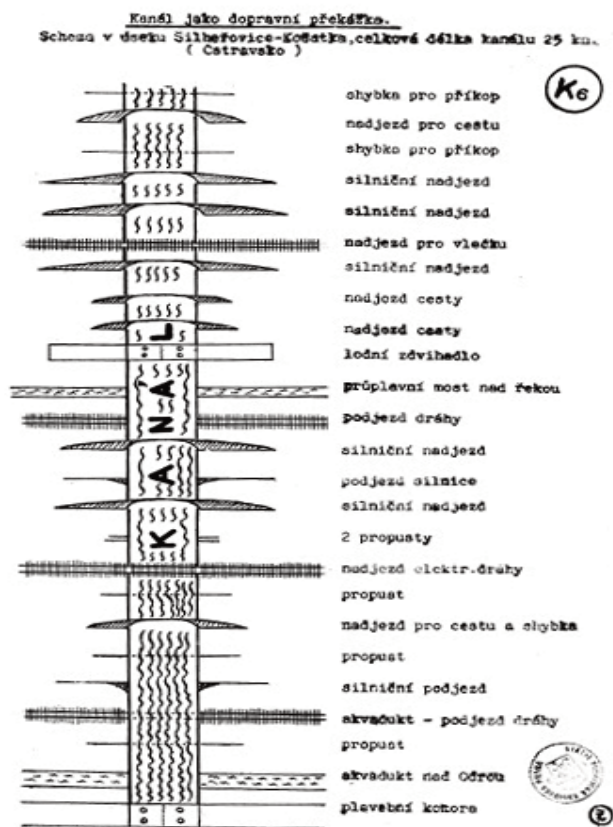 Kanál jako dopravní překážka.
Schema v úseku Šilheřovice-Košatka, celková délka kanálu 25 km.
( Ostravsko )
K6
shybka pro příkop
nadjezd pro cestu
shybka pro příkop
silniční nadjezd
silniční nadjezd
nadjezd pro vlečku
silniční nadjezd
nadjezd cesty
nadjezd cesty
lodní zdvihadlo
průplavní most nad řekou
podjezd dráhy
silniční nadjezd
podjezd silnice
silniční nadjezd
2 propusty
nadjezd elektr.dráhy
propust
nadjezd pro cestu a shybka
propust
silniční podjezd
akvadukt - podjezd dráhy
propust
akvadukt nad Odrou
plavební komora
KANÁL
2